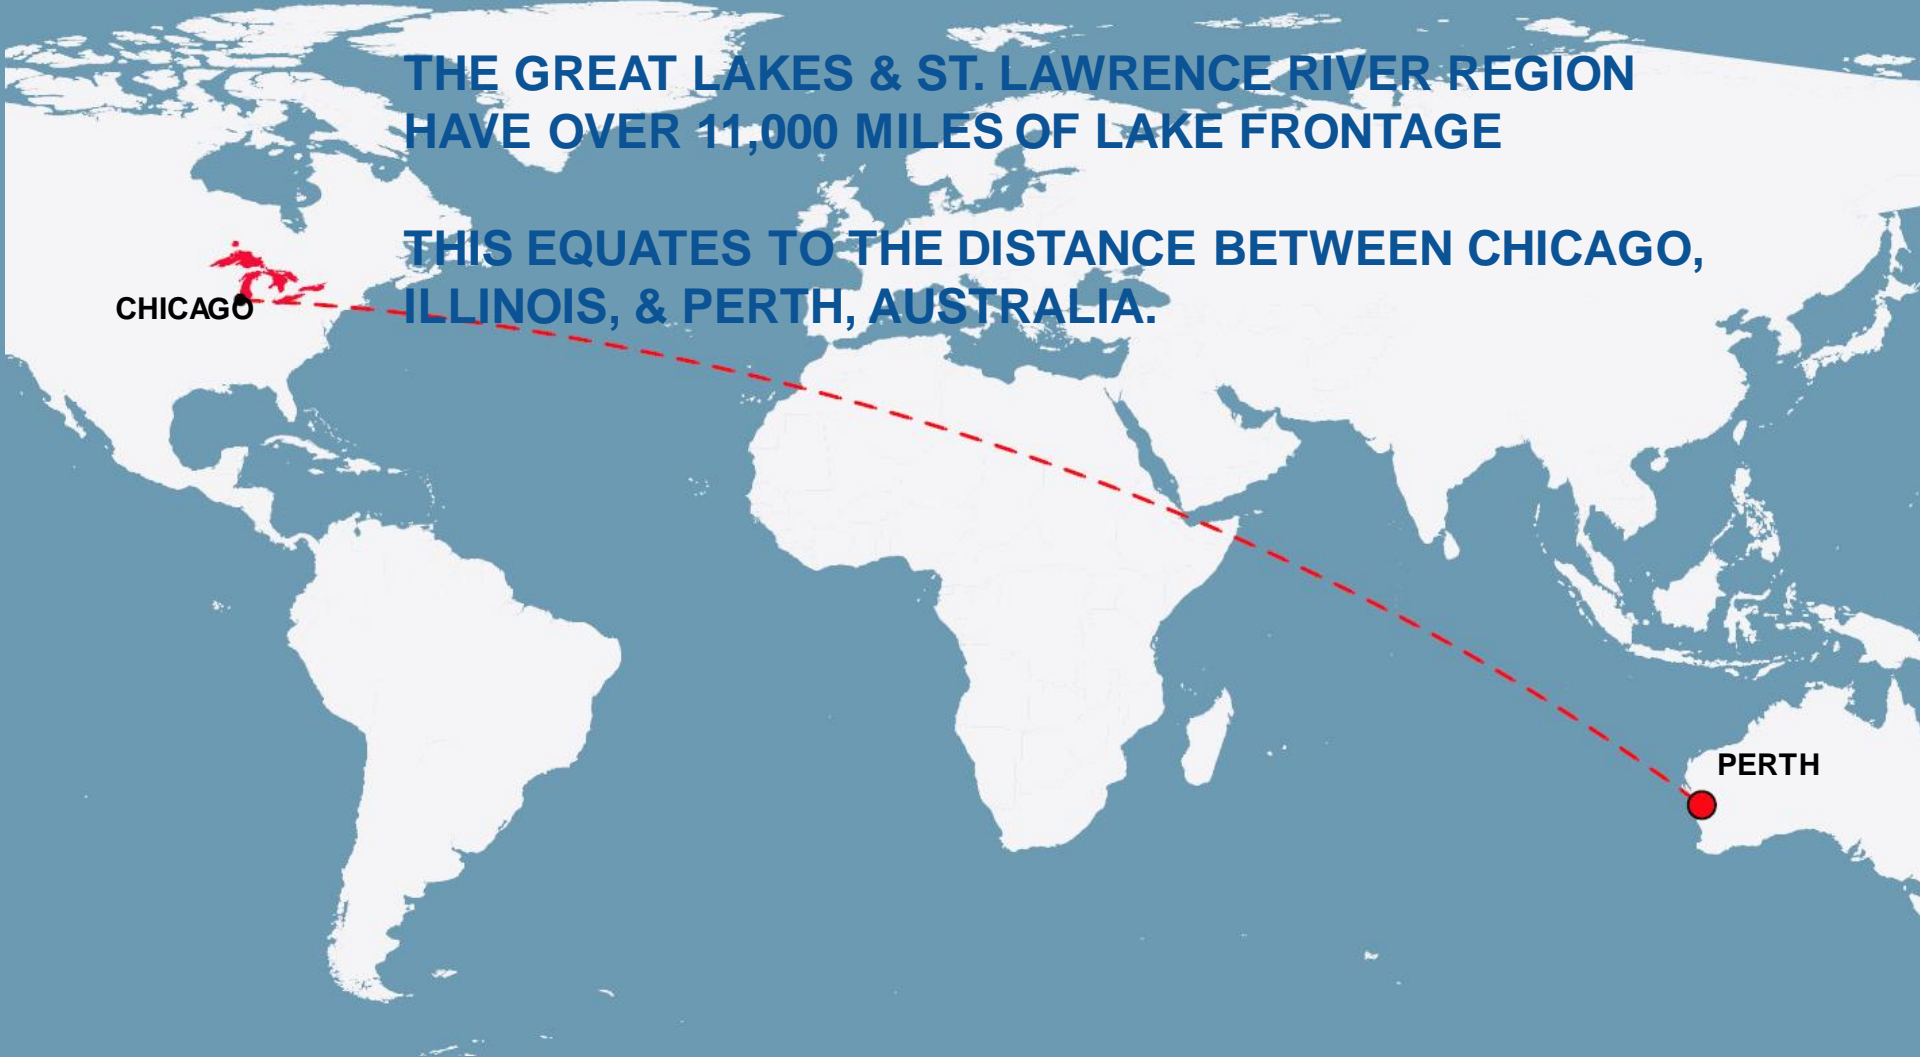 THE GREAT LAKES & ST. LAWRENCE RIVER REGION
HAVE OVER 11,000 MILES OF LAKE FRONTAGE
THIS EQUATES TO THE DISTANCE BETWEEN CHICAGO,
ILLINOIS, & PERTH, AUSTRALIA.
CHICAGO
PERTH